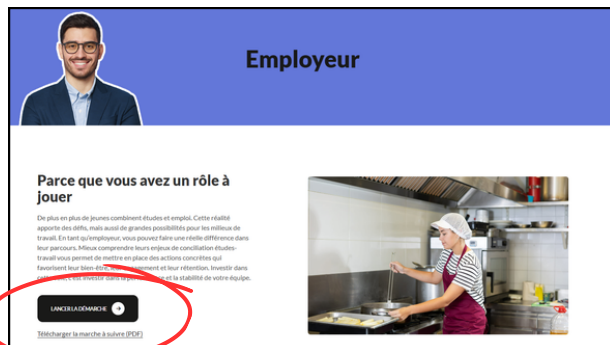 Employeur
Parce que vous avez un rôle à
jouer
De plus en plus de jeunes combinent études et emploi. Cette réalité
apporte des défis, mais aussi de grandes possibilités pour les milieux de
travail. En tant qu'employeur, vous pouvez faire une réelle différence dans
leur parcours. Mieux comprendre leurs enjeux de conciliation études-
travail vous permet de mettre en place des actions concrètes qui
favorisent leur bien-être, et leur rétention. Investir dans
c'est investir dans la et la stabilité de votre équipe.
LANCER LA DÉMARCHE
Télécharger la marche à suivre (PDF)